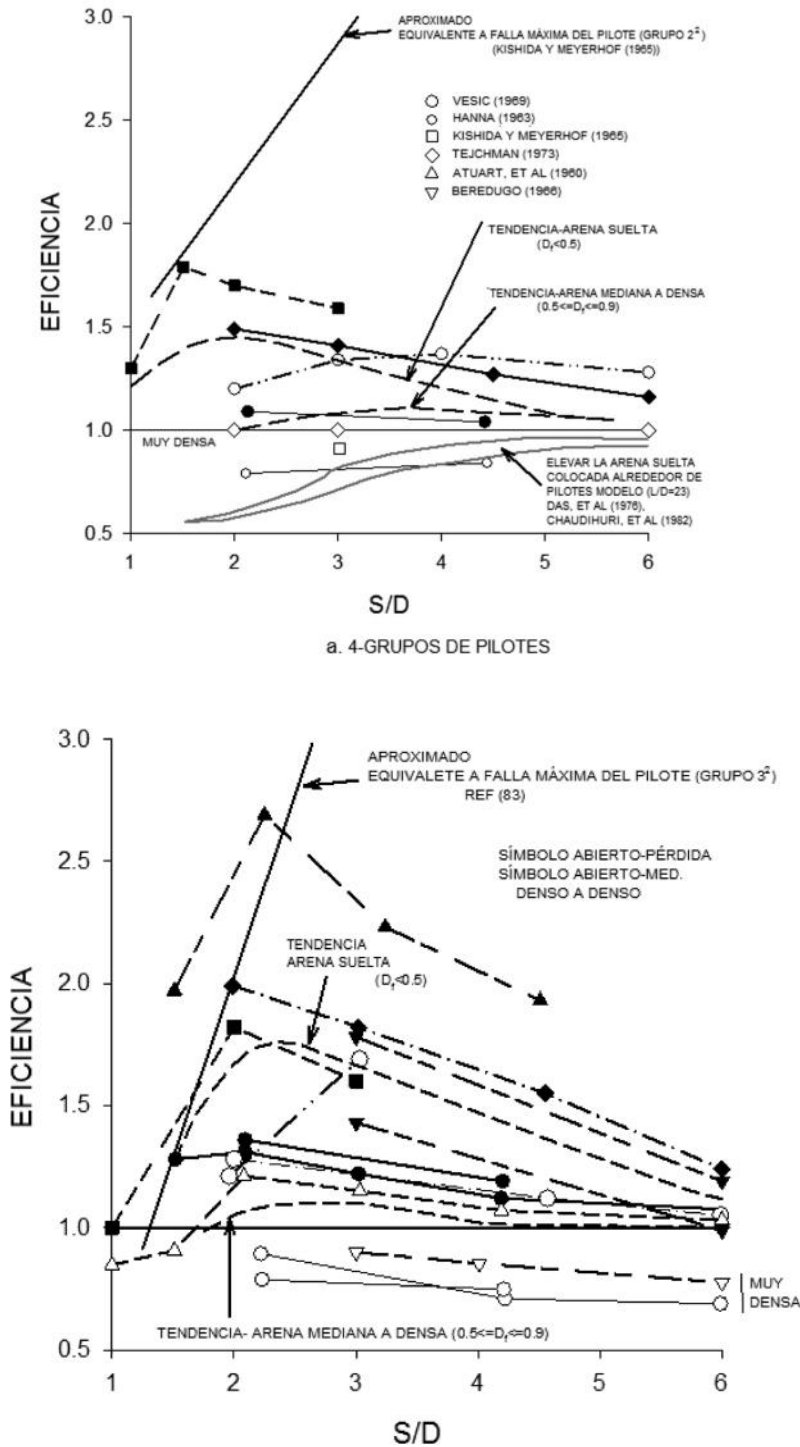 APROXIMADO
EQUIVALENTE A FALLA MÁXIMA DEL PILOTE (GRUPO 2²)
(KISHIDA Y MEYERHOF (1965))
3.0
2.5
2.0
1.5
1.0
0.5
EFICIENCIA
VESIC (1969)
HANNA (1963)
KISHIDA Y MEYERHOF (1965)
TEJCHMAN (1973)
ATUART, ET AL (1960)
BEREDUGO (1966)
TENDENCIA-ARENA SUELTA
(Df<0.5)
TENDENCIA-ARENA MEDIANA A DENSA
(0.5<=Df<=0.9)
MUY DENSA
ELEVAR LA ARENA SUELTA
COLOCADA ALREDEDOR DE
PILOTES MODELO (L/D=23)
DAS, ET AL (1976),
CHAUDIHURI, ET AL (1982)
1 2 3 4 5 6
S/D
a. 4-GRUPOS DE PILOTES
3.0
2.5
2.0
1.5
1.0
0.5
EFICIENCIA
APROXIMADO
EQUIVALETE A FALLA MÁXIMA DEL PILOTE (GRUPO 3²)
REF (83)
SÍMBOLO ABIERTO-PÉRDIDA
SÍMBOLO ABIERTO-MED.
DENSO A DENSO
TENDENCIA
ARENA SUELTA
(Df<0.5)
MUY
DENSA
TENDENCIA- ARENA MEDIANA A DENSA (0.5<=Df<=0.9)
1 2 3 4 5 6
S/D